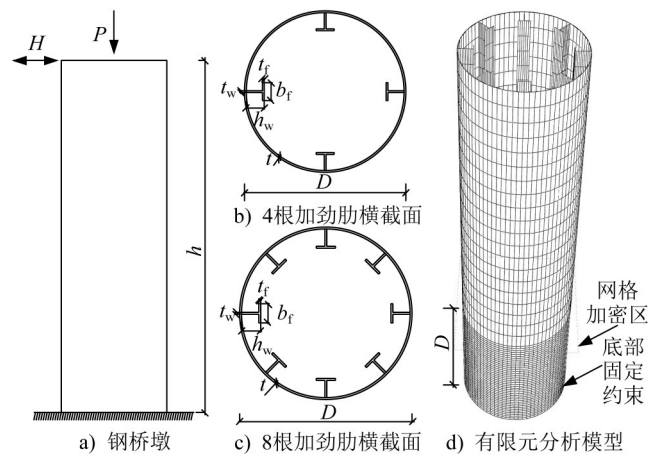 H
P
h
a) 钢桥墩
t_f
t_w
b_f
h_w
t
D
b) 4根加劲肋横截面
t_f
t_w
b_f
h_w
t
D
c) 8根加劲肋横截面
D
网格
加密区
底部
固定
约束
d) 有限元分析模型